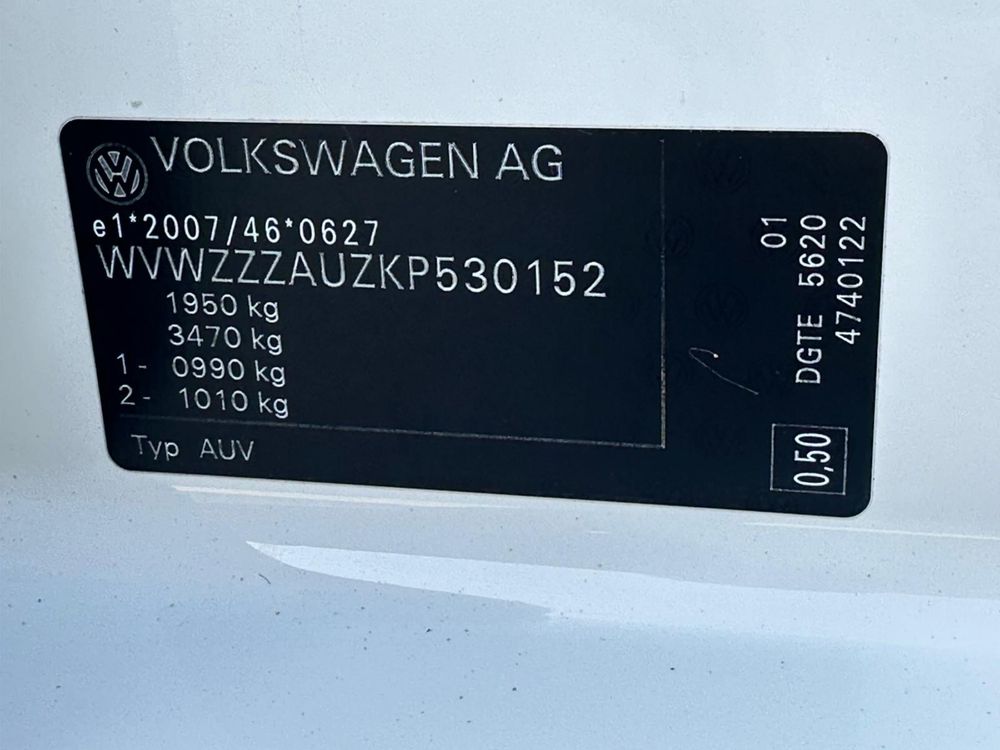 VOLKSWAGEN AG
e1*2007/46*0627
WVWZZZAUZKP530152
1950 kg
3470 kg
1- 0990 kg
2- 1010 kg
Typ AUV
01
DGTE 5620
4740122
0,50